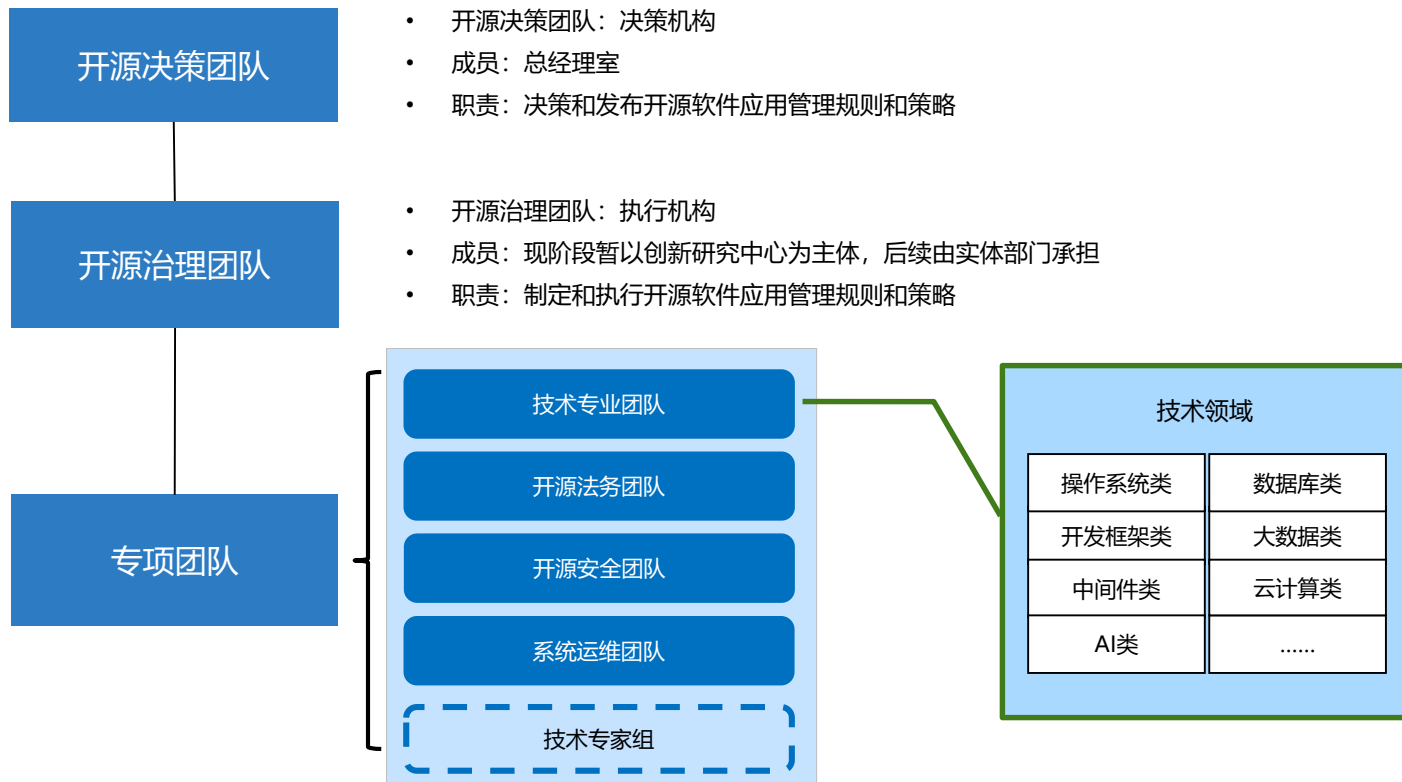 开源决策团队
• 开源决策团队：决策机构
• 成员：总经理室
• 职责：决策和发布开源软件应用管理规则和策略
开源治理团队
• 开源治理团队：执行机构
• 成员：现阶段暂以创新研究中心为主体，后续由实体部门承担
• 职责：制定和执行开源软件应用管理规则和策略
专项团队
技术专业团队
开源法务团队
开源安全团队
系统运维团队
技术专家组
技术领域
操作系统类 数据库类
开发框架类 大数据类
中间件类 云计算类
AI类 ......